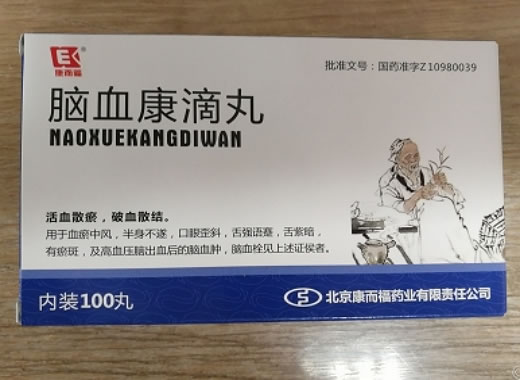 EK
康而福
批准文号：国药准字Z10980039
脑血康滴丸
NAOXUEKANGDIWAN
活血散瘀，破血散结。
用于血瘀中风，半身不遂，口眼歪斜，舌强语蹇，舌紫暗，
有瘀斑，及高血压脑出血后的脑血肿，脑血栓见上述证侯者。
内装100丸
北京康而福药业有限责任公司